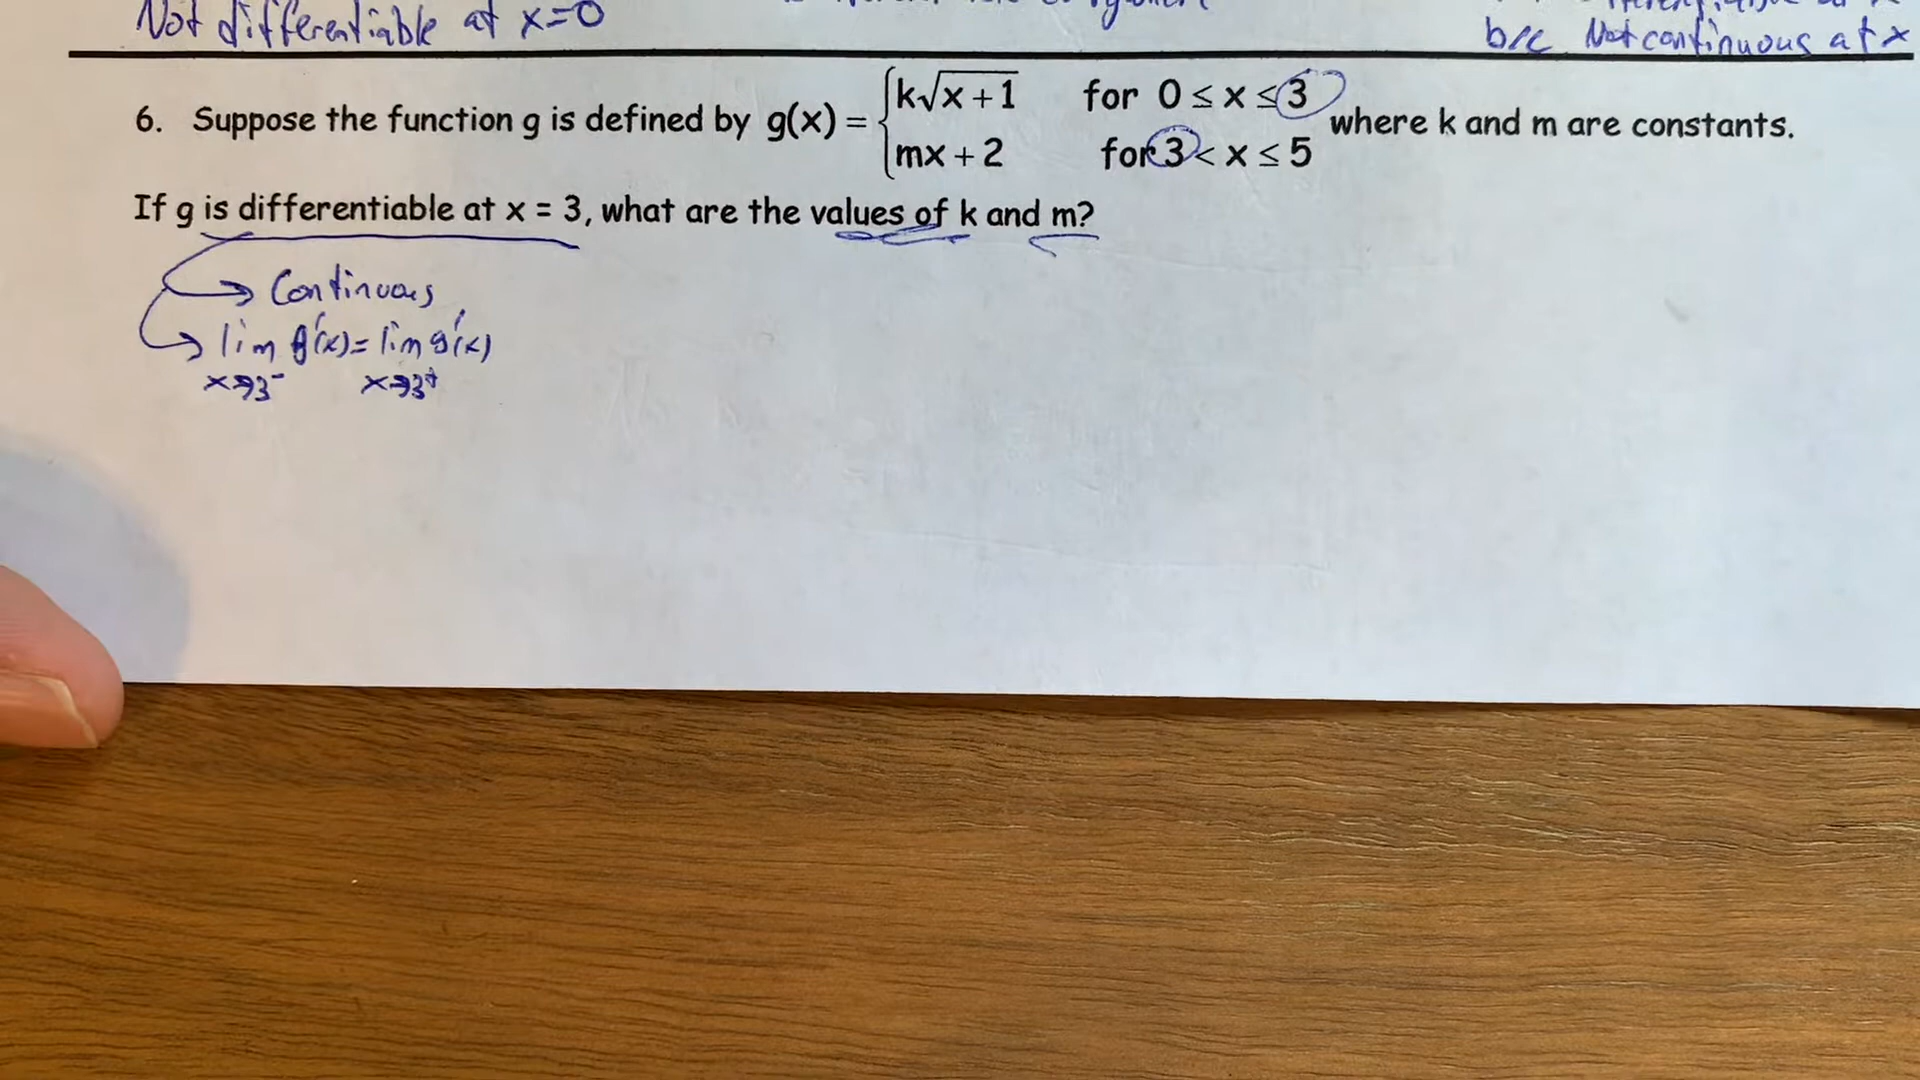 Not differentiable at x=0
b/c Not continuous at x
6. Suppose the function g is defined by g(x) = { k√x+1 for 0 ≤ x ≤ 3
mx + 2 for 3 < x ≤ 5 where k and m are constants.
If g is differentiable at x = 3, what are the values of k and m?
→ Continuous
→ lim g'(x) = lim g'(x)
x→3⁻ x→3⁺